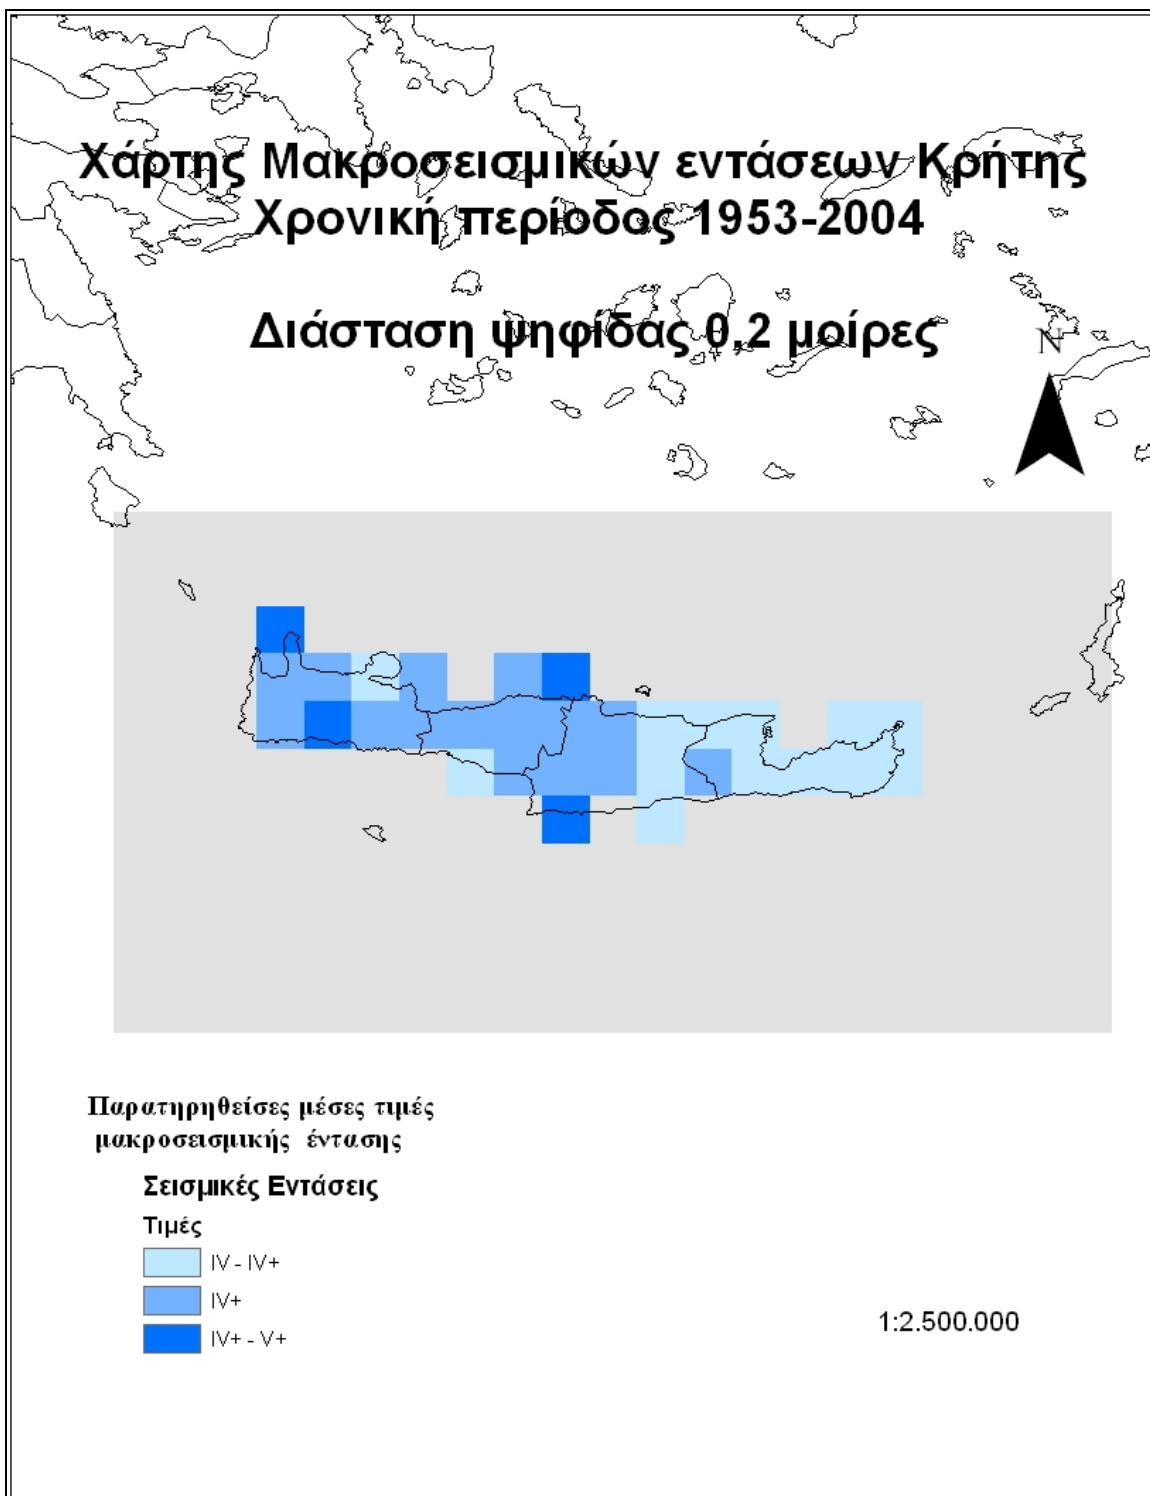 Χάρτης Μακροσεισμικών εντάσεων Κρήτης
Χρονική περίοδος 1953-2004
Διάσταση ψηφίδας 0,2 μοίρες
N
Παρατηρηθείσες μέσες τιμές
μακροσεισμικής έντασης
Σεισμικές Εντάσεις
Τιμές
IV - IV+
IV+
IV+ - V+
1:2.500.000